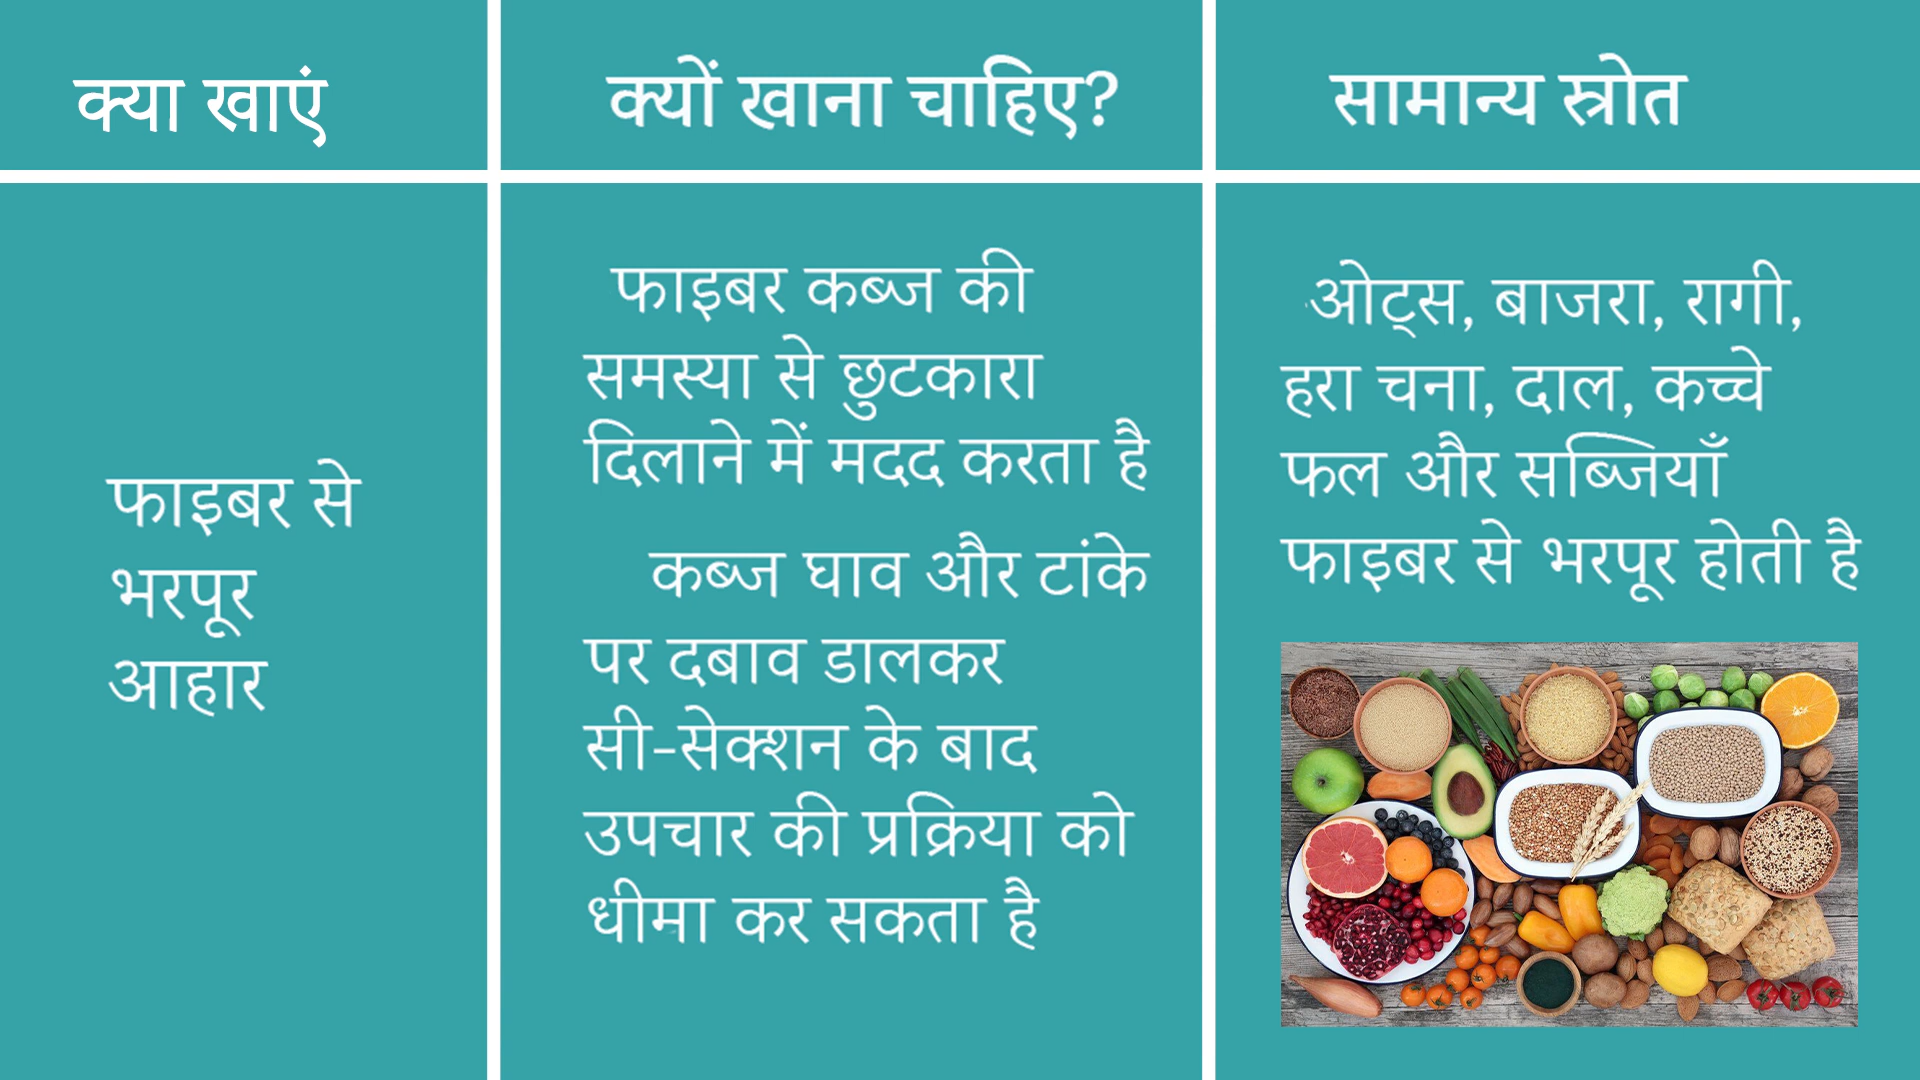 क्या खाएं
क्यों खाना चाहिए?
सामान्य स्रोत
फाइबर से
भरपूर
आहार
फाइबर कब्ज की
समस्या से छुटकारा
दिलाने में मदद करता है
कब्ज घाव और टांके
पर दबाव डालकर
सी-सेक्शन के बाद
उपचार की प्रक्रिया को
धीमा कर सकता है
ओट्स, बाजरा, रागी,
हरा चना, दाल, कच्चे
फल और सब्जियाँ
फाइबर से भरपूर होती है